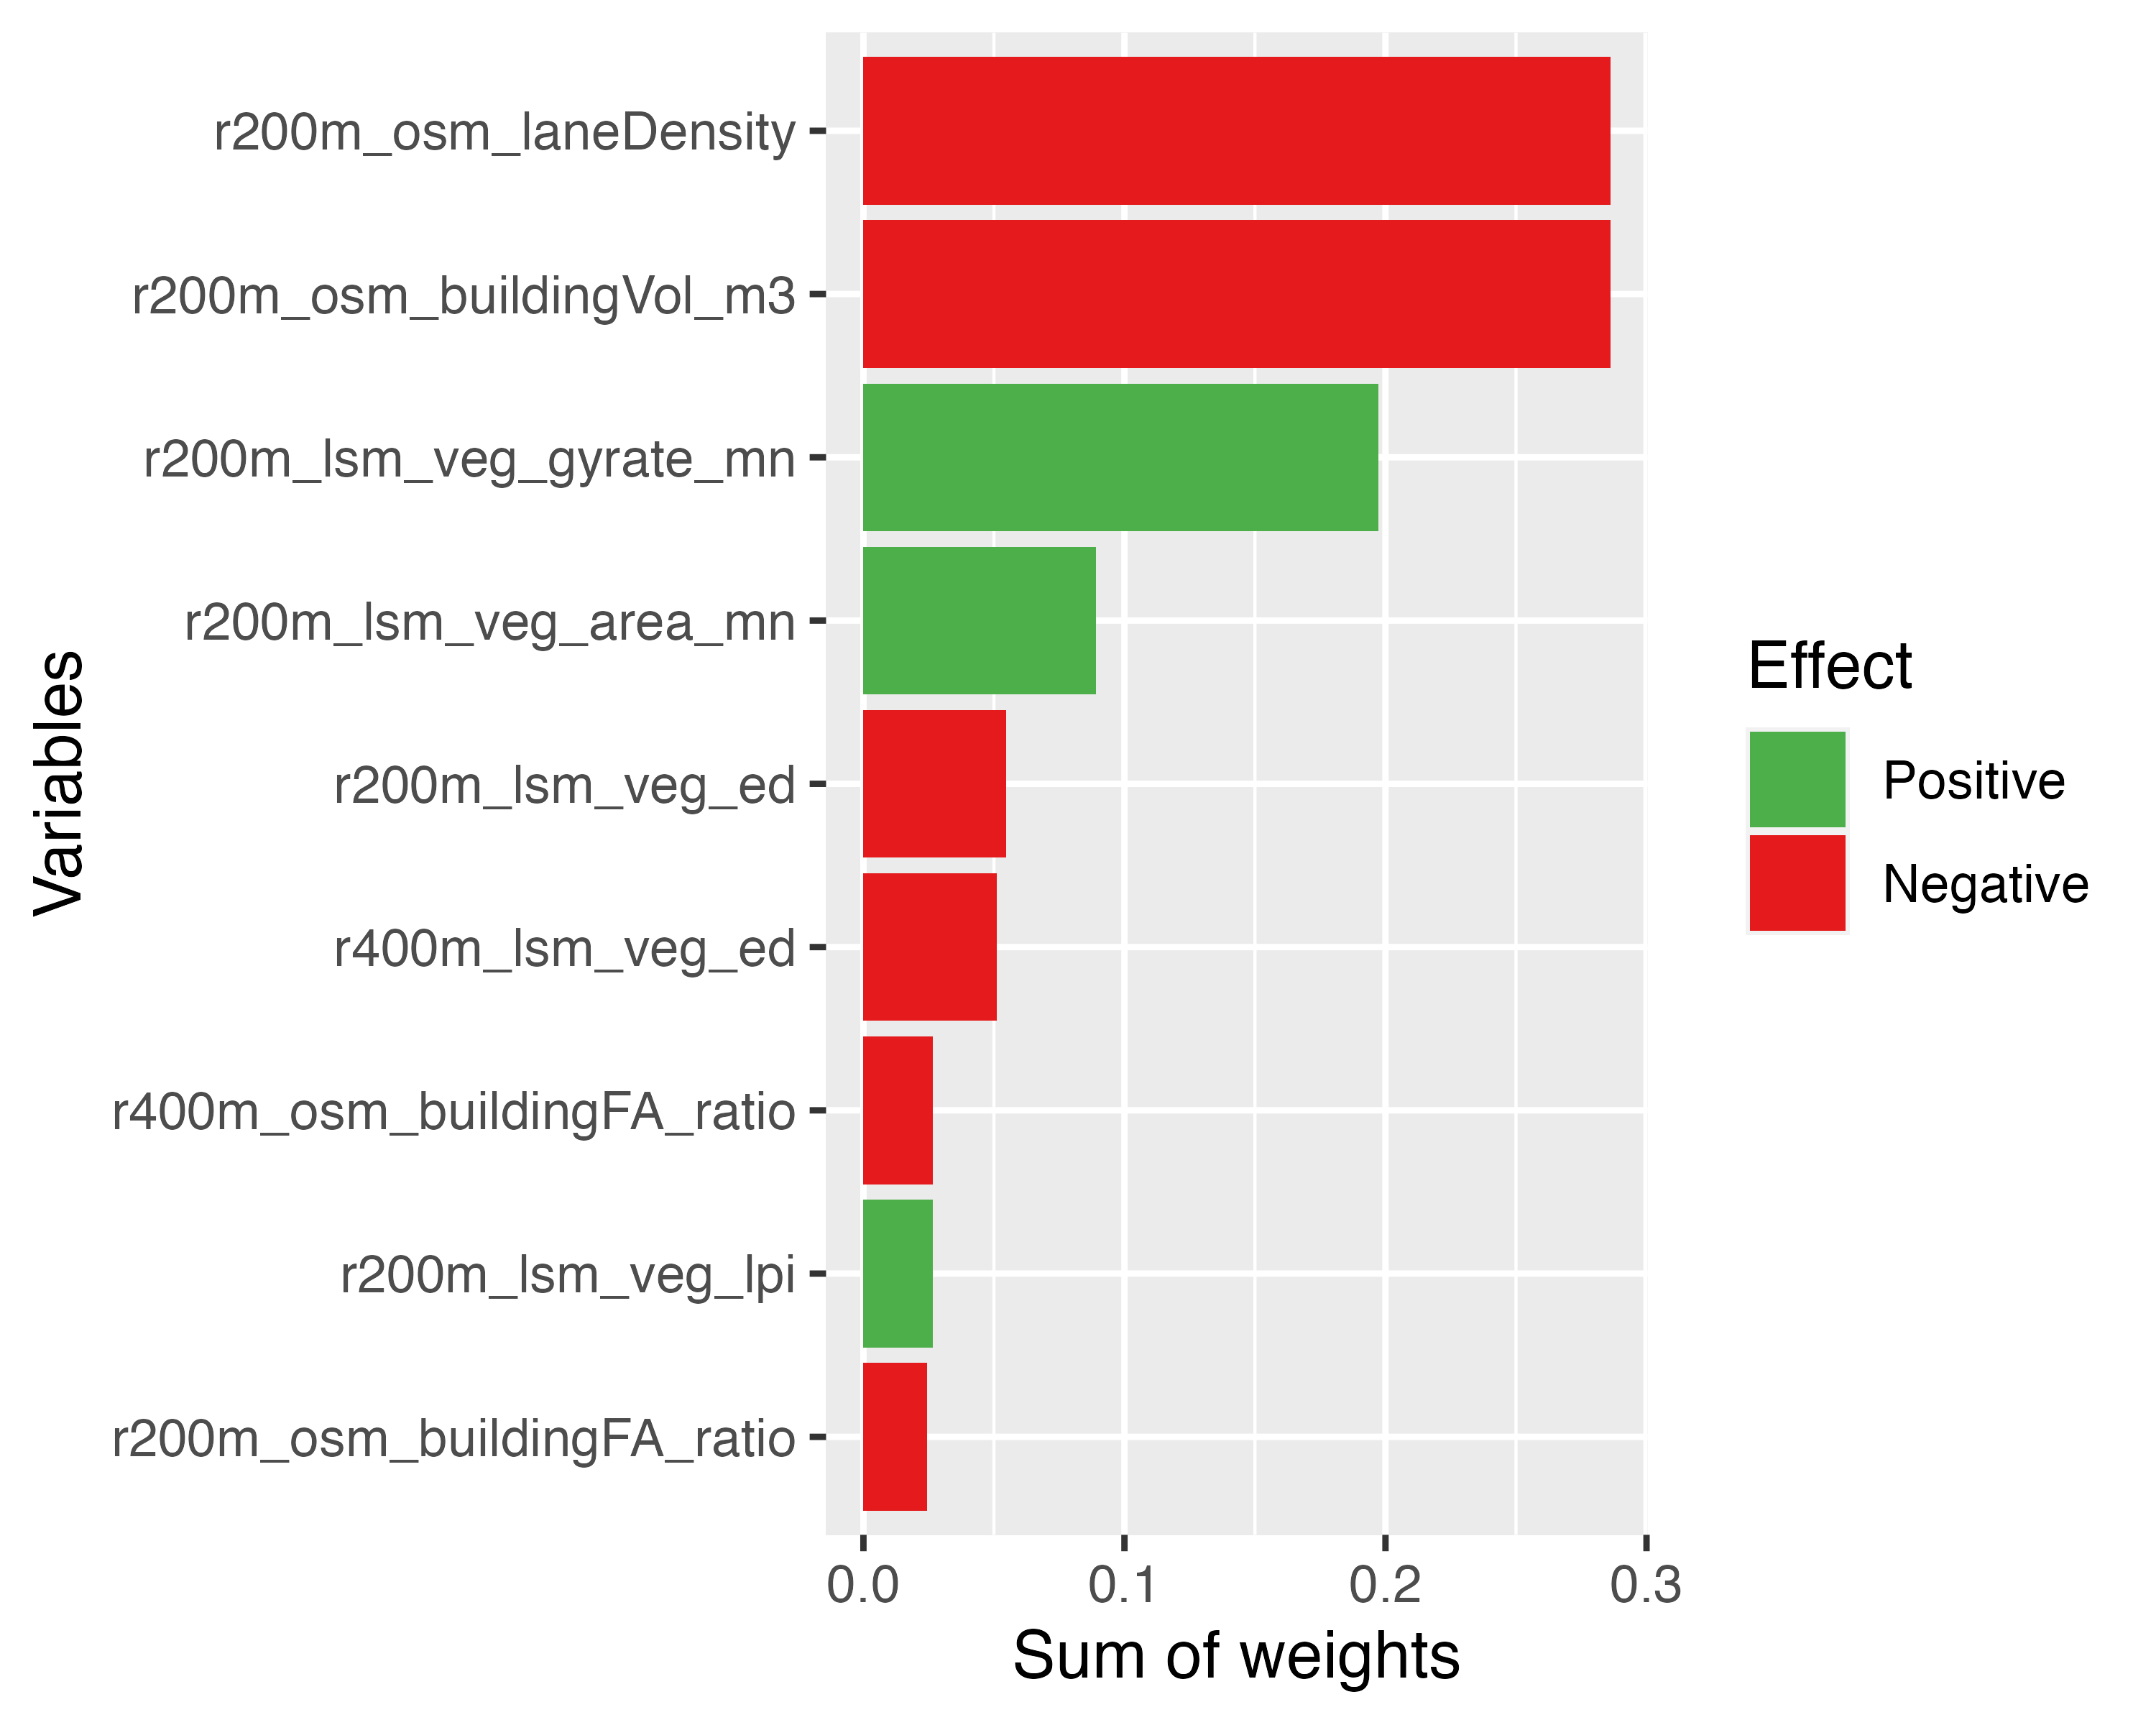 r200m_osm_laneDensity
r200m_osm_buildingVol_m3
r200m_lsm_veg_gyrate_mn
r200m_lsm_veg_area_mn
r200m_lsm_veg_ed
r400m_lsm_veg_ed
r400m_osm_buildingFA_ratio
r200m_lsm_veg_lpi
r200m_osm_buildingFA_ratio
Variables
0.0 0.1 0.2 0.3
Sum of weights
Effect
Positive
Negative